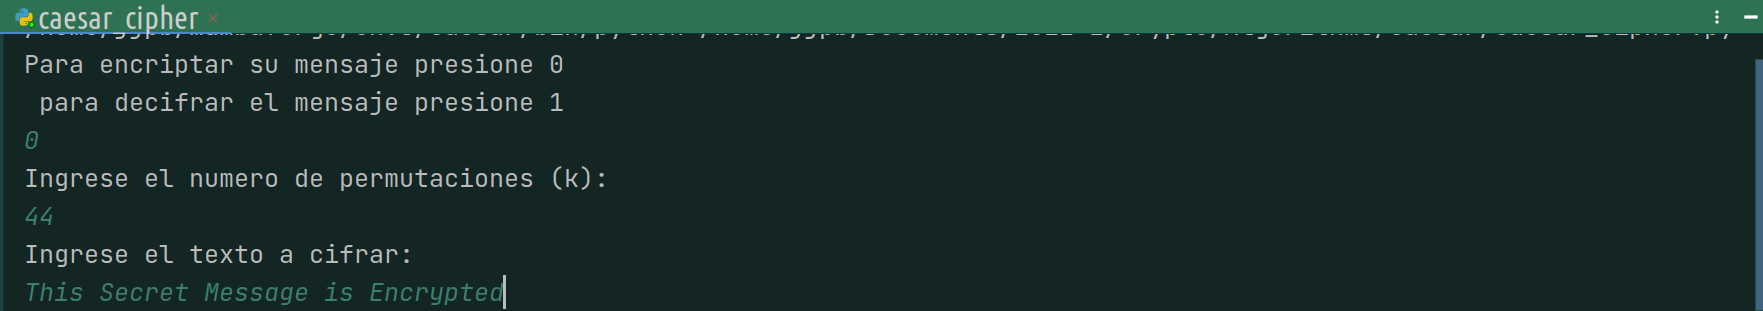 caesar_cipher
Para encriptar su mensaje presione 0
para decifrar el mensaje presione 1
0
Ingrese el numero de permutaciones (k):
44
Ingrese el texto a cifrar:
This Secret Message is Encrypted